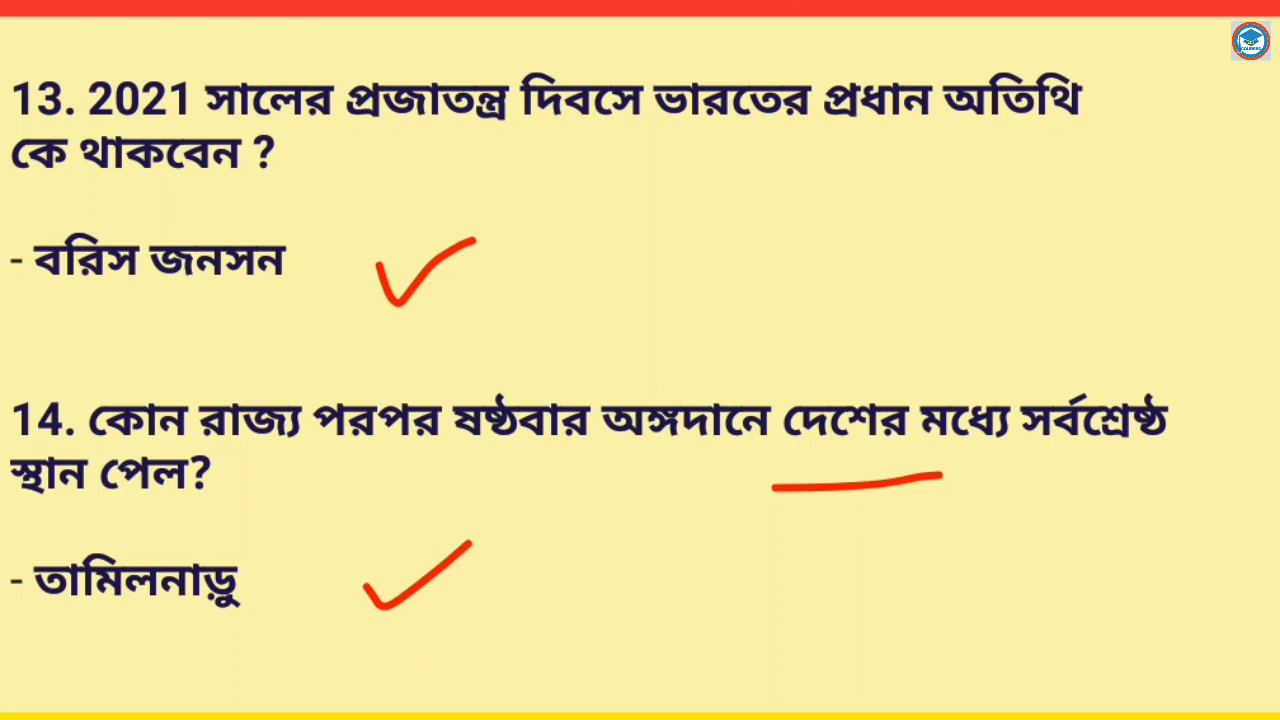 13. 2021 সালের প্রজাতন্ত্র দিবসে ভারতের প্রধান অতিথি
কে থাকবেন ?
- বরিস জনসন
14. কোন রাজ্য পরপর ষষ্ঠবার অঙ্গদানে দেশের মধ্যে সর্বশ্রেষ্ঠ
স্থান পেল?
- তামিলনাড়ু